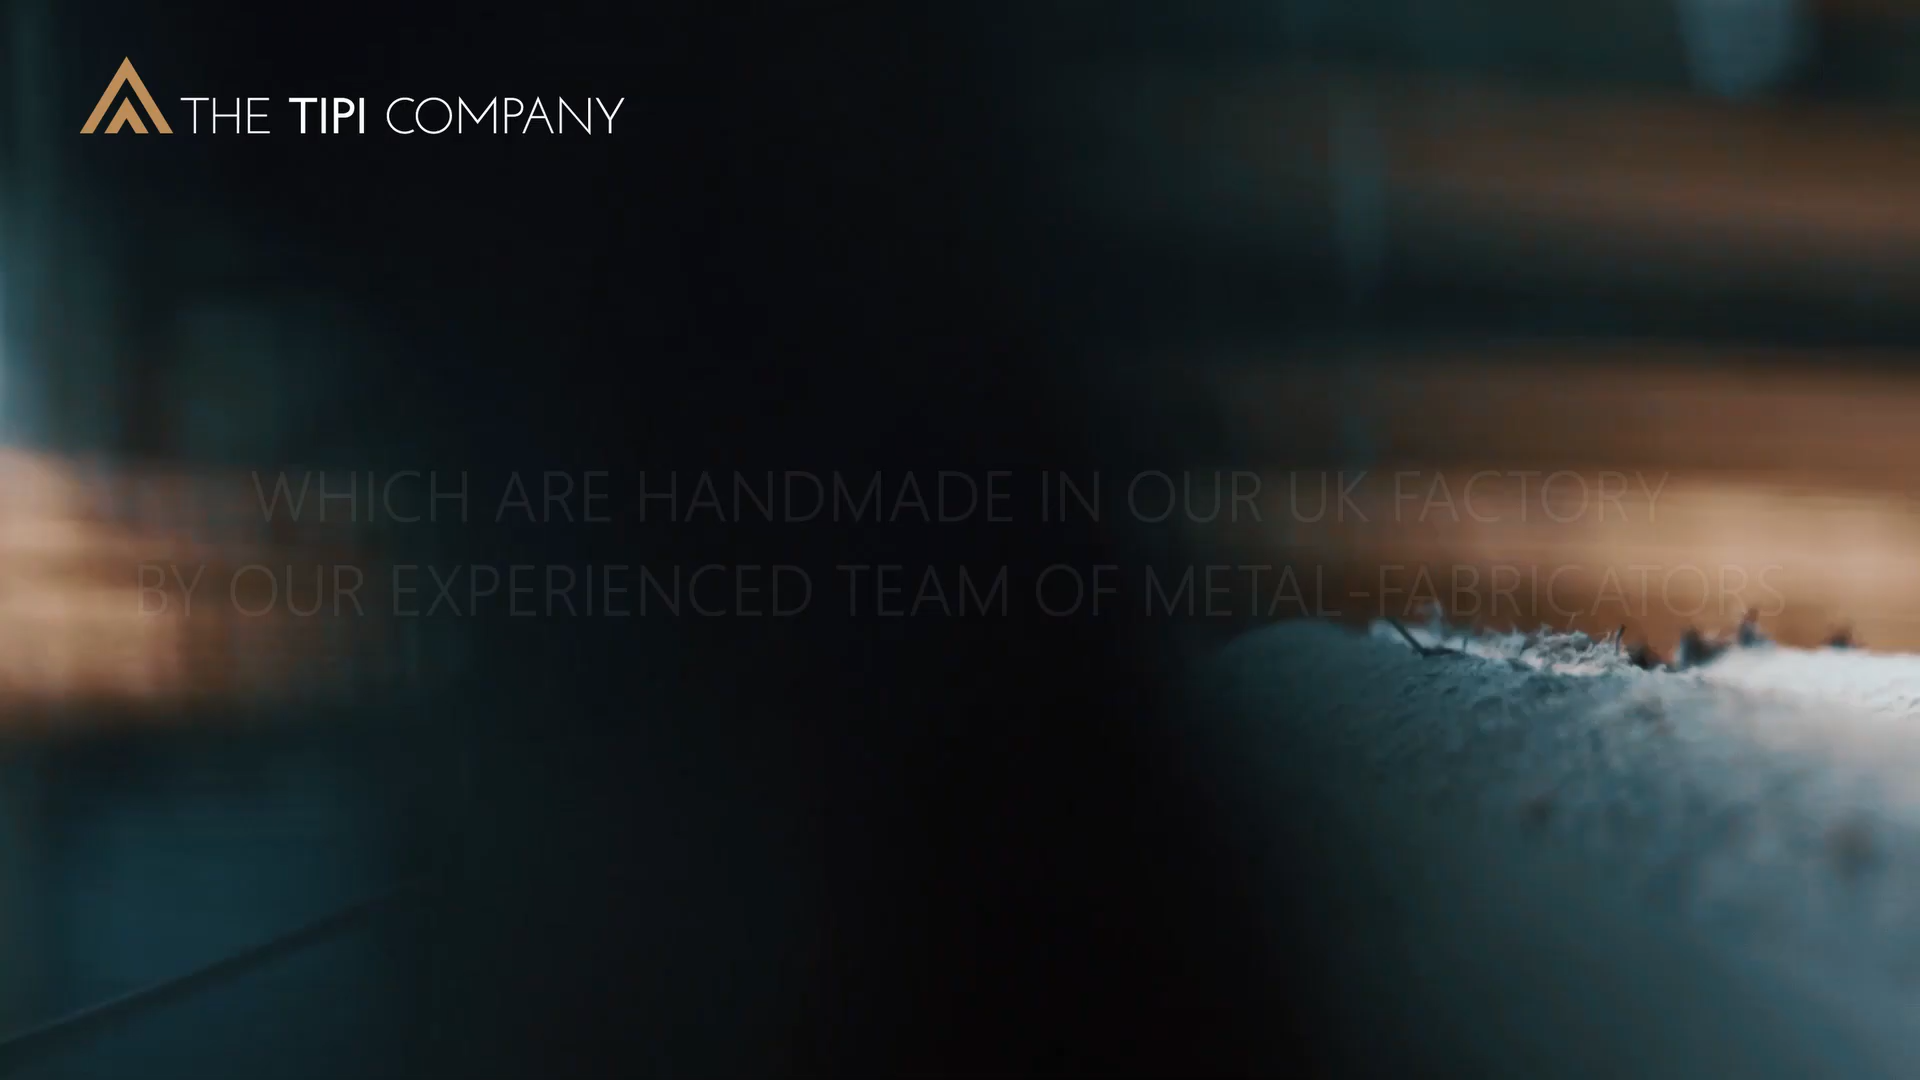 THE TIPI COMPANY
WHICH ARE HANDMADE IN OUR UK FACTORY
BY OUR EXPERIENCED TEAM OF METAL-FABRICATORS